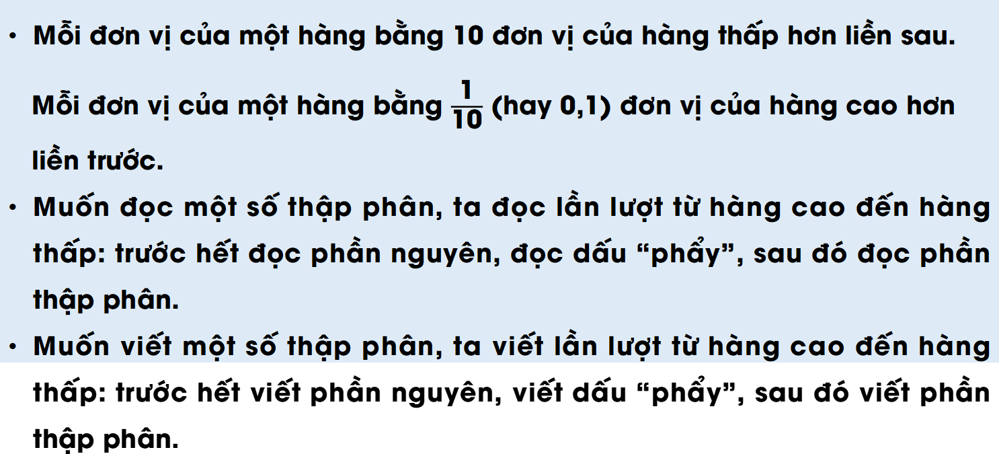 • Mỗi đơn vị của một hàng bằng 10 đơn vị của hàng thấp hơn liền sau.
Mỗi đơn vị của một hàng bằng 1/10 (hay 0,1) đơn vị của hàng cao hơn
liền trước.
• Muốn đọc một số thập phân, ta đọc lần lượt từ hàng cao đến hàng
thấp: trước hết đọc phần nguyên, đọc dấu “phẩy”, sau đó đọc phần
thập phân.
• Muốn viết một số thập phân, ta viết lần lượt từ hàng cao đến hàng
thấp: trước hết viết phần nguyên, viết dấu “phẩy”, sau đó viết phần
thập phân.